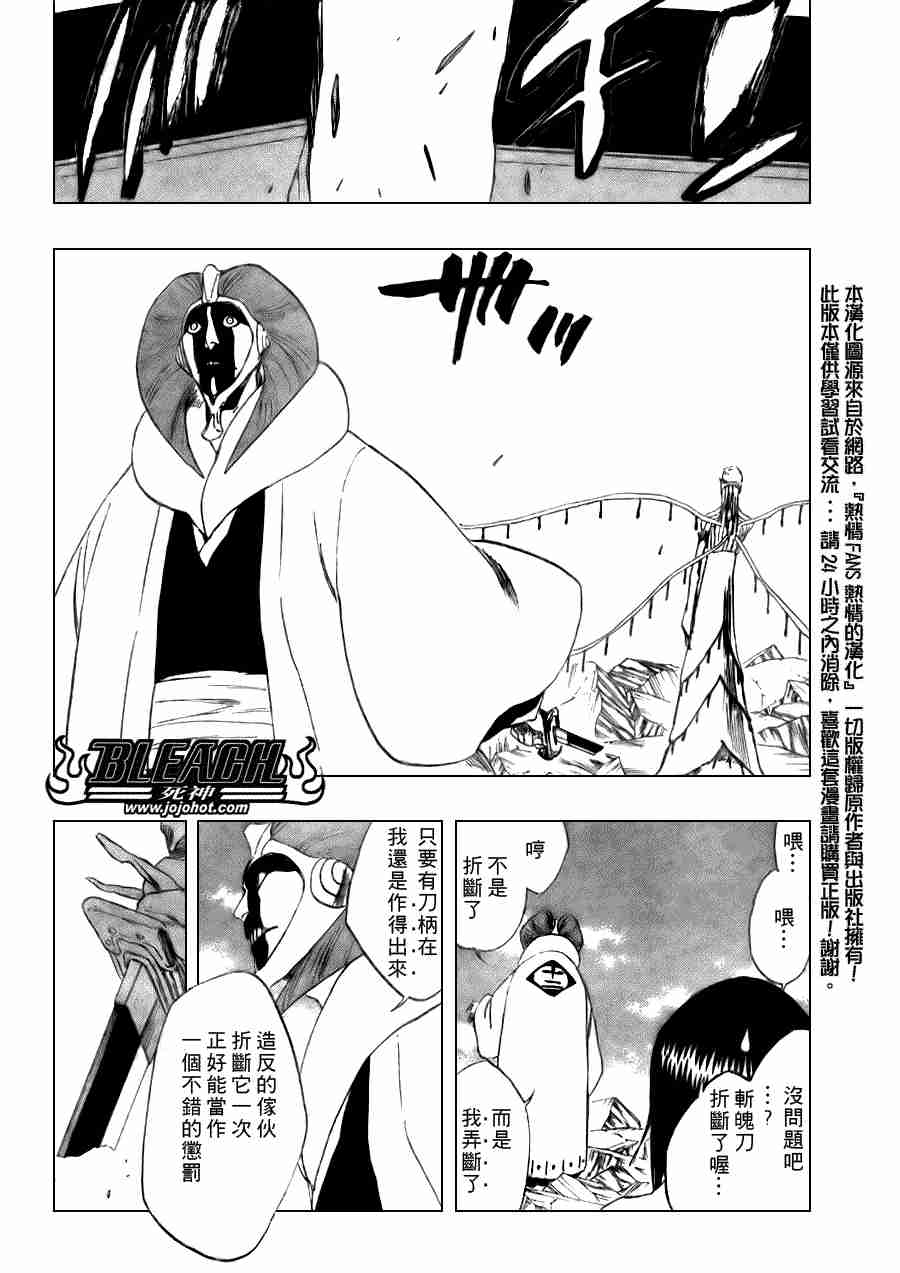 本漢化圖源來自於網路，『熱情FANS熱情的漢化』一切版權歸原作者與出版社擁有！
此版本僅供學習試看交流… 請24小時之內消除，喜歡這套漫畫請購買正版！謝謝。
BLEACH
死神
www.jojohot.com
喂…
喂…
沒問題吧
…?
斬魄刀
折斷了喔…
哼
不是
折斷了
而是
我弄斷了
十二
只要有刀柄在
我還是作得出來
造反的傢伙
折斷它一次
正好能當作
一個不錯的懲罰